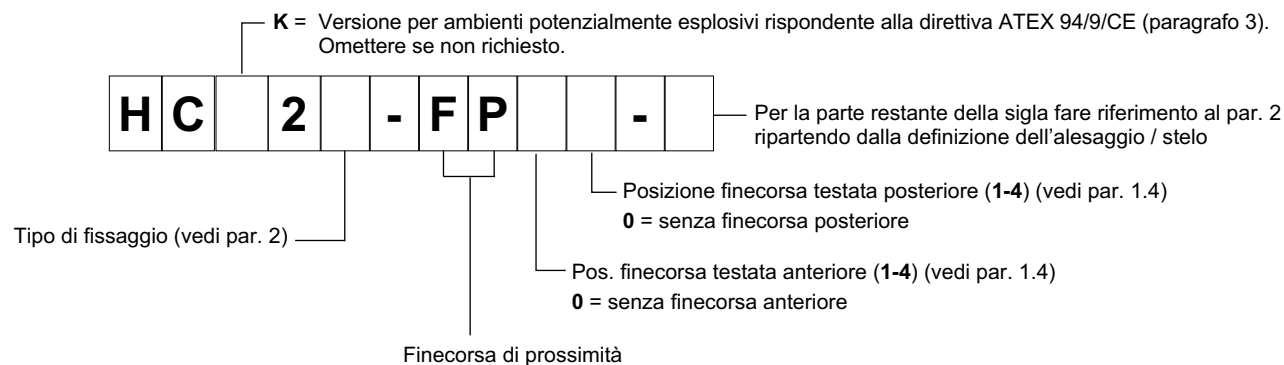 K = Versione per ambienti potenzialmente esplosivi rispondente alla direttiva ATEX 94/9/CE (paragrafo 3).
Omettere se non richiesto.
H C 2 - F P -
Per la parte restante della sigla fare riferimento al par. 2
ripartendo dalla definizione dell'alesaggio / stelo
Posizione finecorsa testata posteriore (1-4) (vedi par. 1.4)
0 = senza finecorsa posteriore
Tipo di fissaggio (vedi par. 2)
Pos. finecorsa testata anteriore (1-4) (vedi par. 1.4)
0 = senza finecorsa anteriore
Finecorsa di prossimità